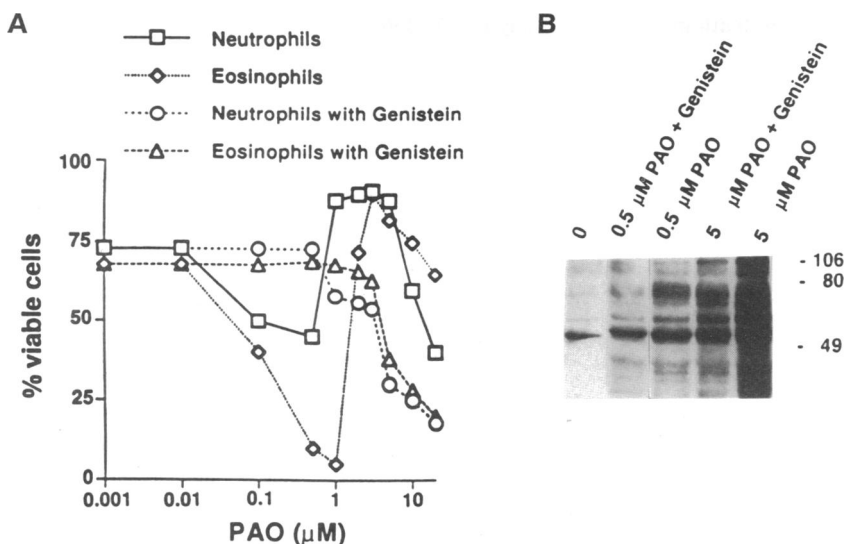 A
Neutrophils
Eosinophils
Neutrophils with Genistein
Eosinophils with Genistein
% viable cells
100
75
50
25
0
0.001
0.01
0.1
1
10
PAO (μM)
B
0
0.5 μM PAO + Genistein
0.5 μM PAO
5 μM PAO + Genistein
5 μM PAO
- 106
- 80
- 49